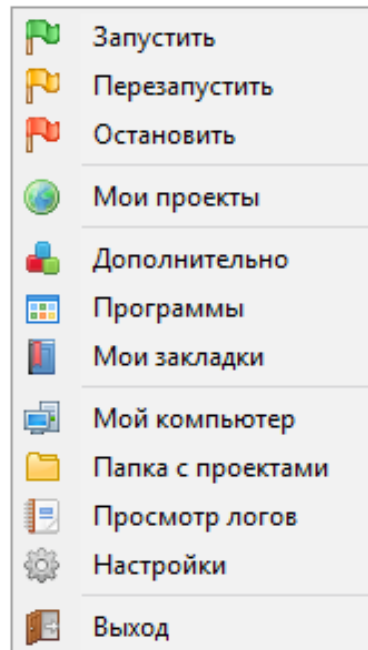 Запустить
Перезапустить
Остановить
Мои проекты
Дополнительно
Программы
Мои закладки
Мой компьютер
Папка с проектами
Просмотр логов
Настройки
Выход